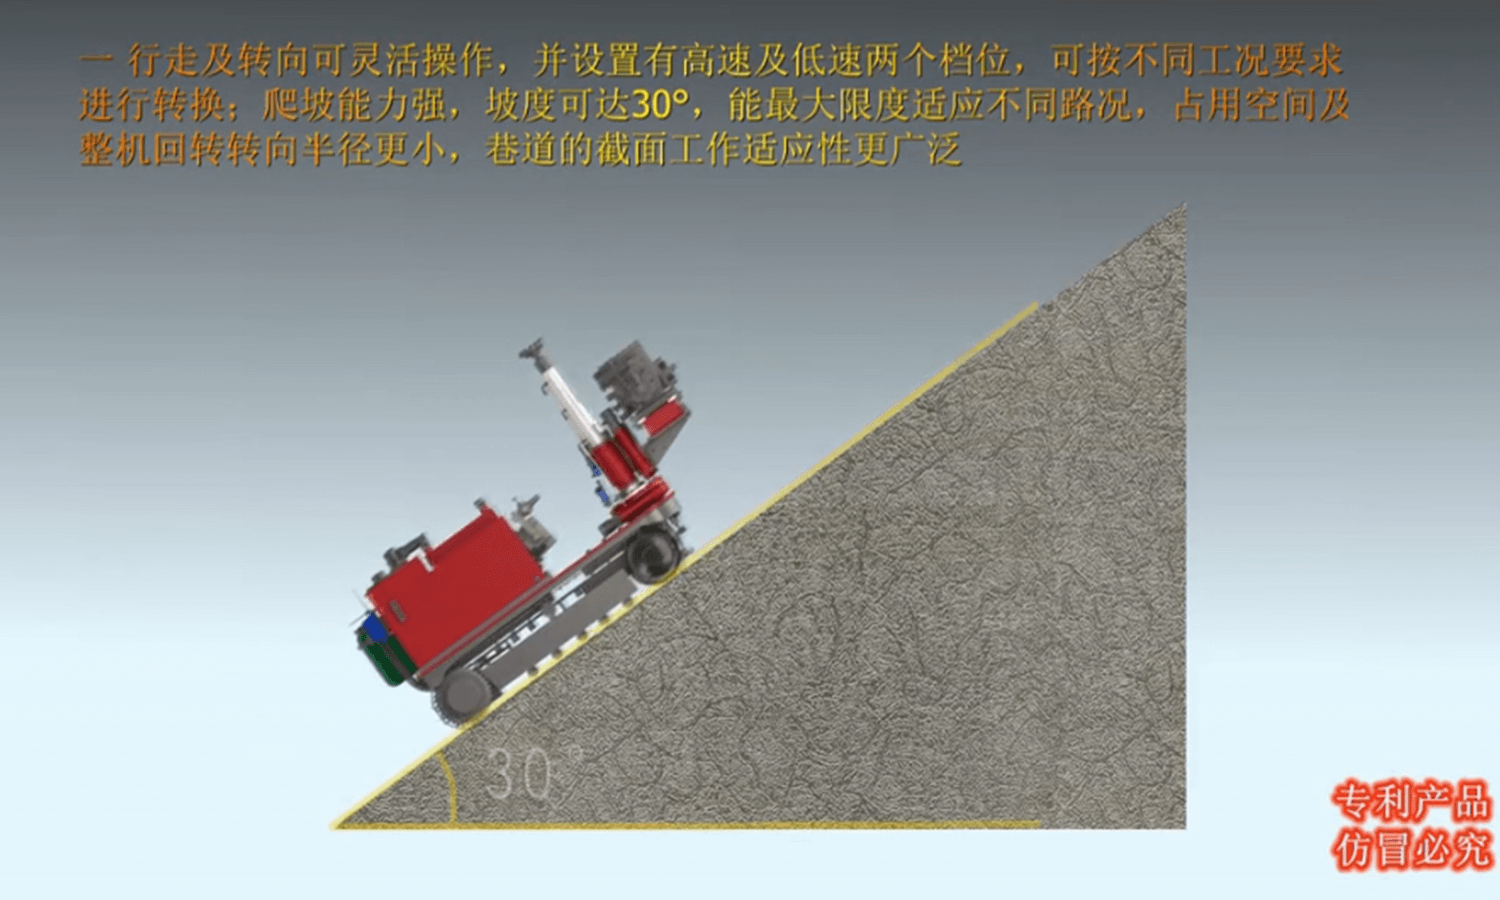 一 行走及转向可灵活操作，并设置有高速及低速两个档位，可按不同工况要求
进行转换；爬坡能力强，坡度可达30°，能最大限度适应不同路况，占用空间及
整机回转转向半径更小，巷道的截面工作适应性更广泛
30°
专利产品
仿冒必究